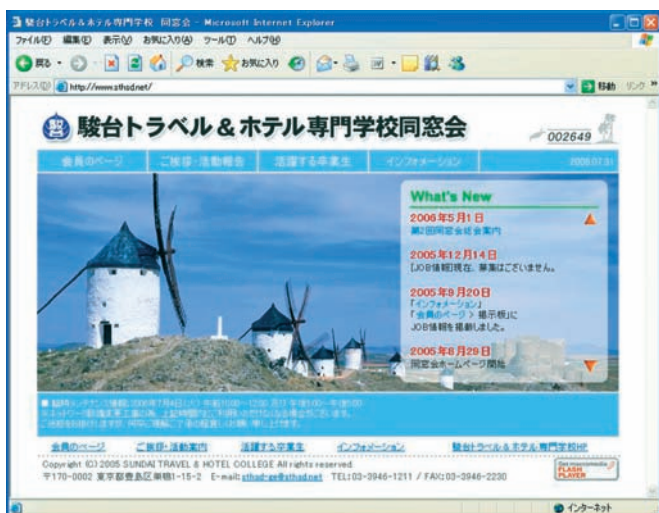 駿台トラベル&ホテル専門学校 同窓会 - Microsoft Internet Explorer
ファイル(F) 編集(E) 表示(V) お気に入り(A) ツール(T) ヘルプ(H)
戻る 検索 お気に入り
アドレス(D) http://www.sthsd.net/ 移動 リンク
駿台トラベル&ホテル専門学校同窓会
002649
会員のページ ご挨拶・活動報告 活躍する卒業生 インフォメーション 2006.07.31
What's New
2006年5月1日
第2回同窓会総会案内
2005年12月14日
[JOB情報]現在、募集はございません。
2005年9月20日
「インフォメーション」
「会員のページ > 掲示板」に
JOB情報を掲載しました。
2005年8月29日
同窓会ホームページ開設
会員のページ ご挨拶・活動案内 活躍する卒業生 インフォメーション 駿台トラベル&ホテル専門学校HP
Copyright (C) 2005 SUNDAI TRAVEL & HOTEL COLLEGE All rights reserved
〒170-0002 東京都豊島区巣鴨1-15-2 E-mail: sthsd-ge@sthsd.net TEL:03-3946-1211 / FAX:03-3946-2230
Get macromedia
FLASH
PLAYER
インターネット